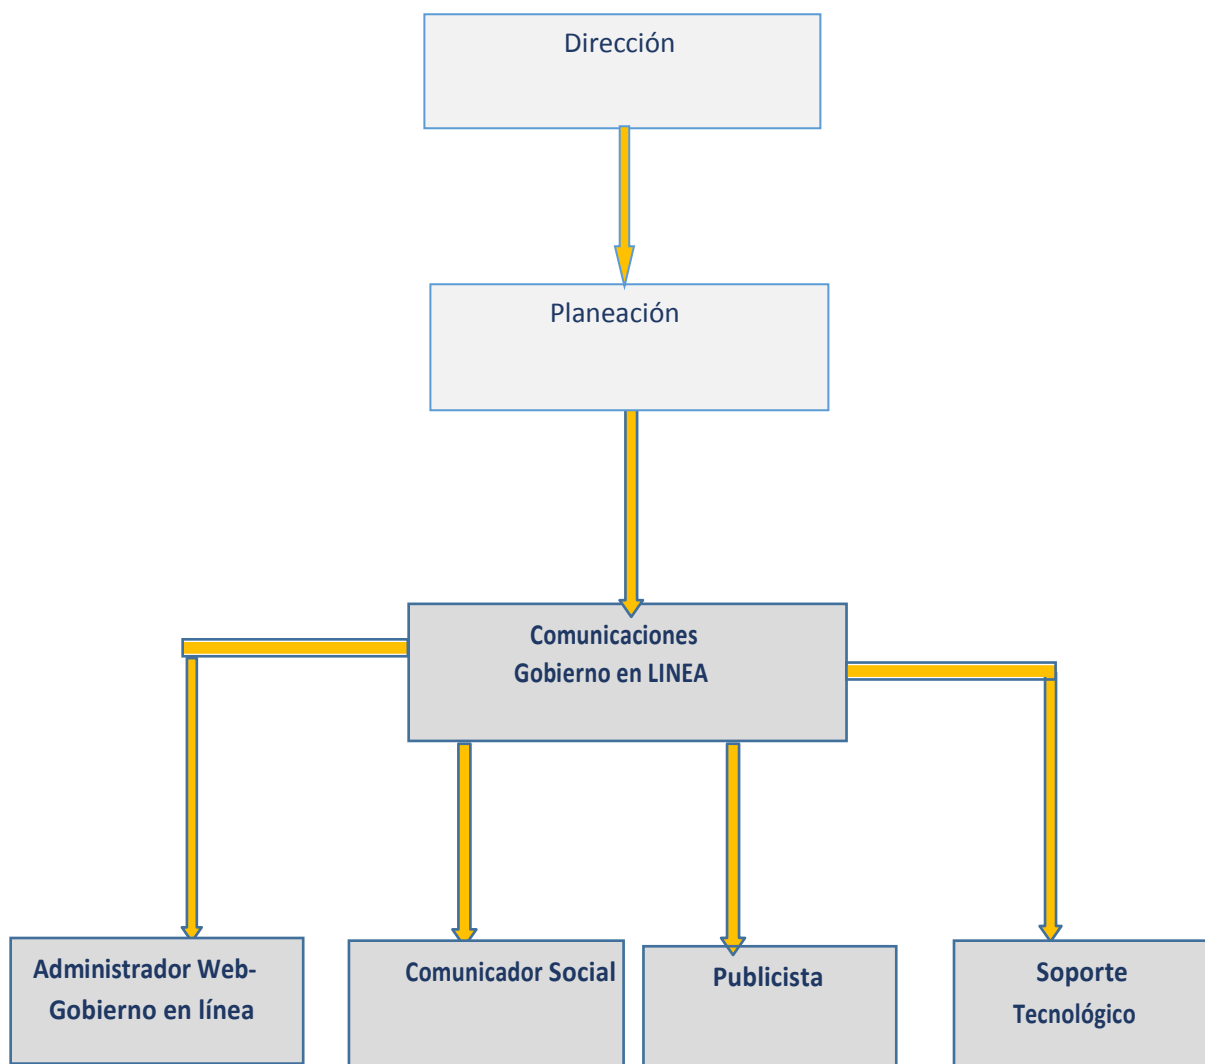 Dirección
Planeación
Comunicaciones
Gobierno en LINEA
Administrador Web-
Gobierno en línea
Comunicador Social
Publicista
Soporte
Tecnológico